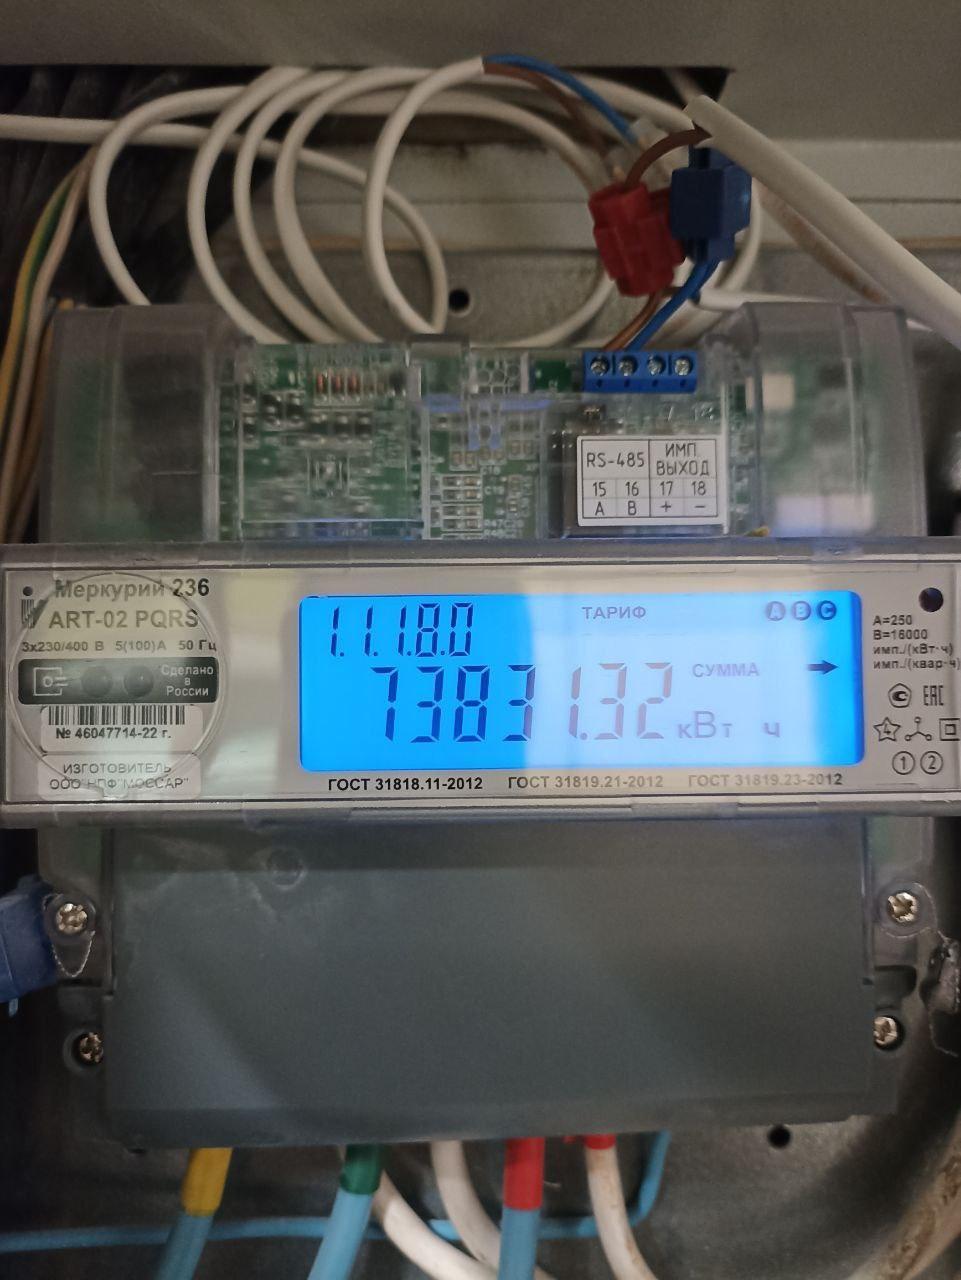 RS-485 ИМП. ВЫХОД
15 16 17 18
A B + -
Меркурий 236
ART-02 PQRS
3x230/400 В 5(100)А 50 Гц
Сделано в России
№ 46047714-22 г.
ИЗГОТОВИТЕЛЬ
ООО "НПФ "МОССАР"
1.1.1.8.0 ТАРИФ A B C
СУММА
73831.32 кВт ч
ГОСТ 31818.11-2012 ГОСТ 31819.21-2012 ГОСТ 31819.23-2012
A=250
B=16000
имп./(кВт·ч)
имп./(квар·ч)
ЕАС
1 2